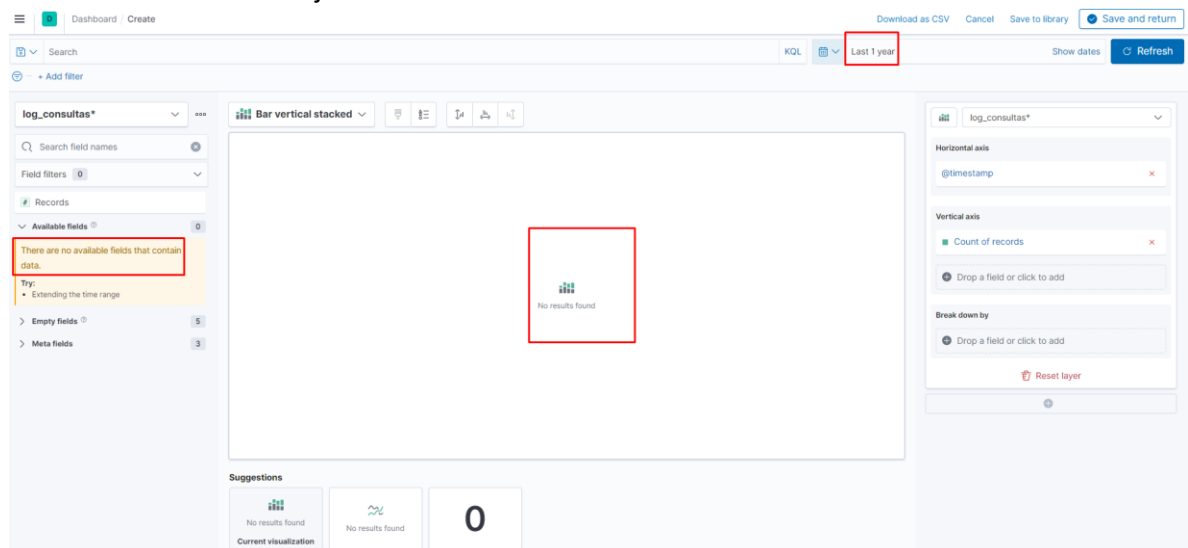 D Dashboard / Create
Download as CSV Cancel Save to library Save and return
Search
KQL
Last 1 year
Show dates
Refresh
+ Add filter
log_consultas*
Search field names
Field filters 0
# Records
Available fields 0
There are no available fields that contain
data.
Try:
• Extending the time range
Empty fields 5
Meta fields 3
Bar vertical stacked
No results found
Suggestions
No results found
Current visualization
No results found
0
log_consultas*
Horizontal axis
@timestamp
Vertical axis
Count of records
Drop a field or click to add
Break down by
Drop a field or click to add
Reset layer